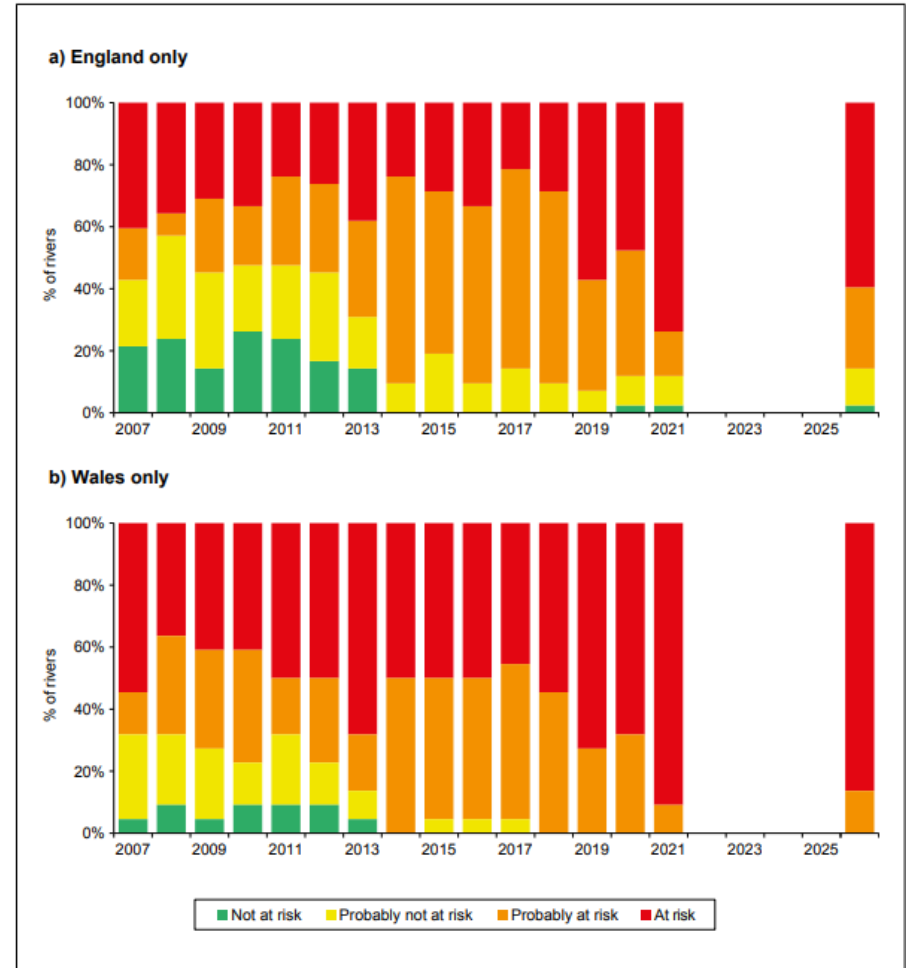 a) England only
100%
80%
60%
40%
20%
0%
% of rivers
2007 2009 2011 2013 2015 2017 2019 2021 2023 2025
b) Wales only
100%
80%
60%
40%
20%
0%
% of rivers
2007 2009 2011 2013 2015 2017 2019 2021 2023 2025
Not at risk Probably not at risk Probably at risk At risk